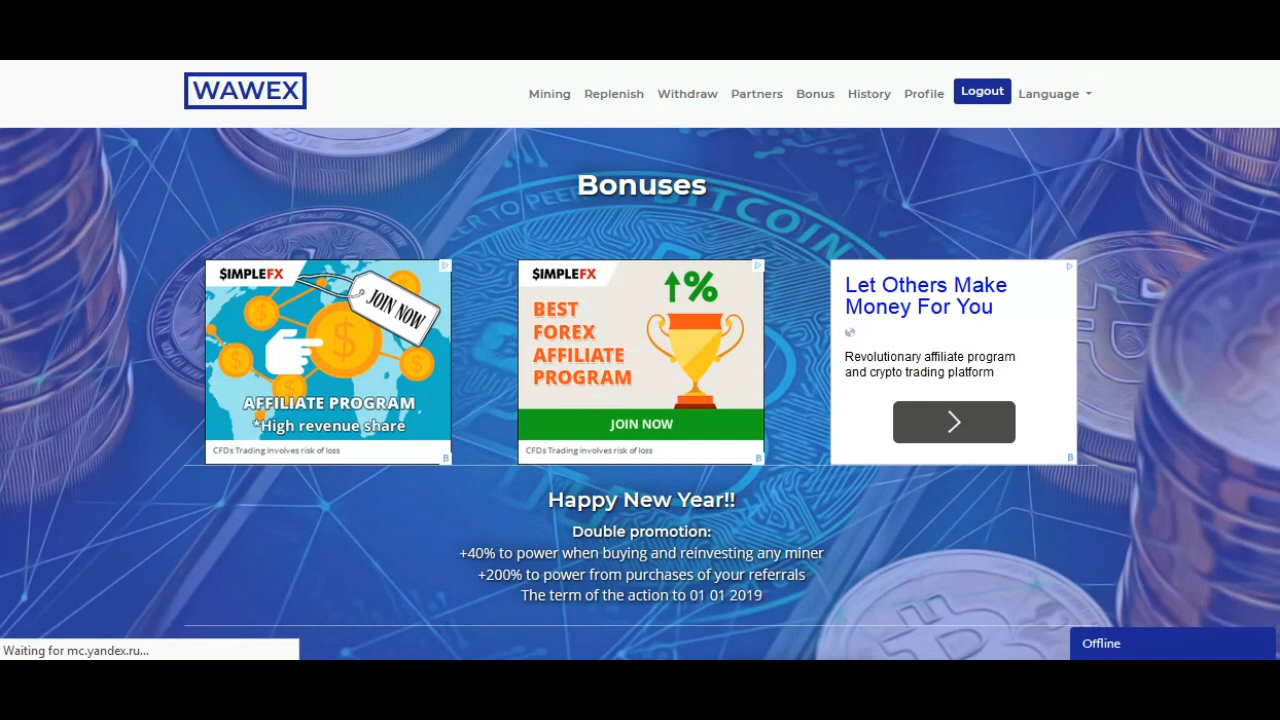 WAWEX
Mining Replenish Withdraw Partners Bonus History Profile Logout Language
Bonuses
BITCOIN
$IMPLEFX
JOIN NOW
AFFILIATE PROGRAM
*High revenue share
CFDs Trading involves risk of loss
$IMPLEFX
↑%
BEST
FOREX
AFFILIATE
PROGRAM
JOIN NOW
CFDs Trading involves risk of loss
Let Others Make
Money For You
Revolutionary affiliate program
and crypto trading platform
Happy New Year!!
Double promotion:
+40% to power when buying and reinvesting any miner
+200% to power from purchases of your referrals
The term of the action to 01 01 2019
Waiting for mc.yandex.ru...
Offline